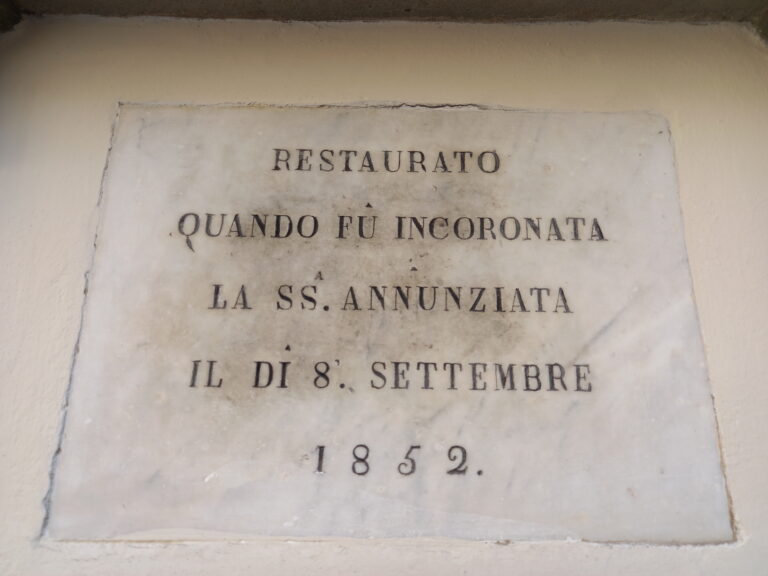 RESTAURATO
QUANDO FÙ INCORONATA
LA SS. ANNUNZIATA
IL DÌ 8. SETTEMBRE
1852.